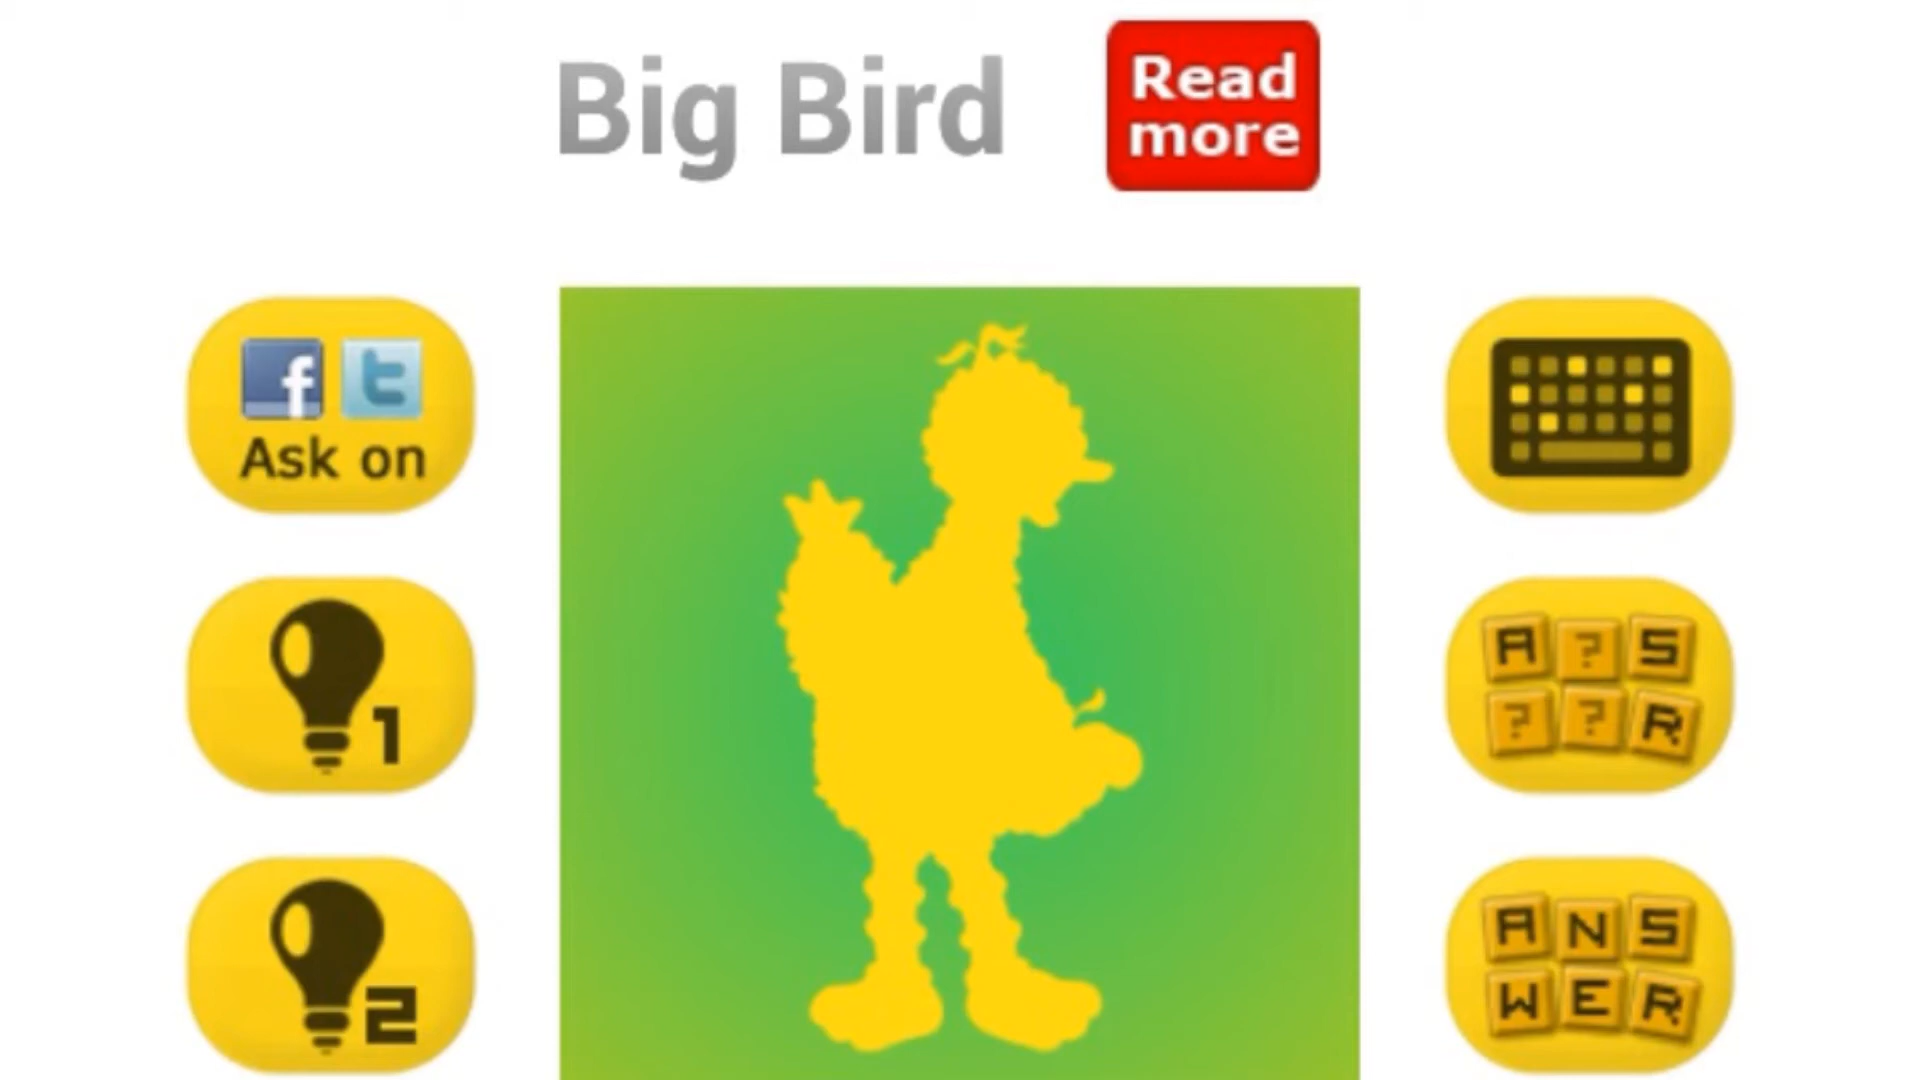 Big Bird
Read
more
f t
Ask on
1
2
A ? S
? ? R
A N S
W E R